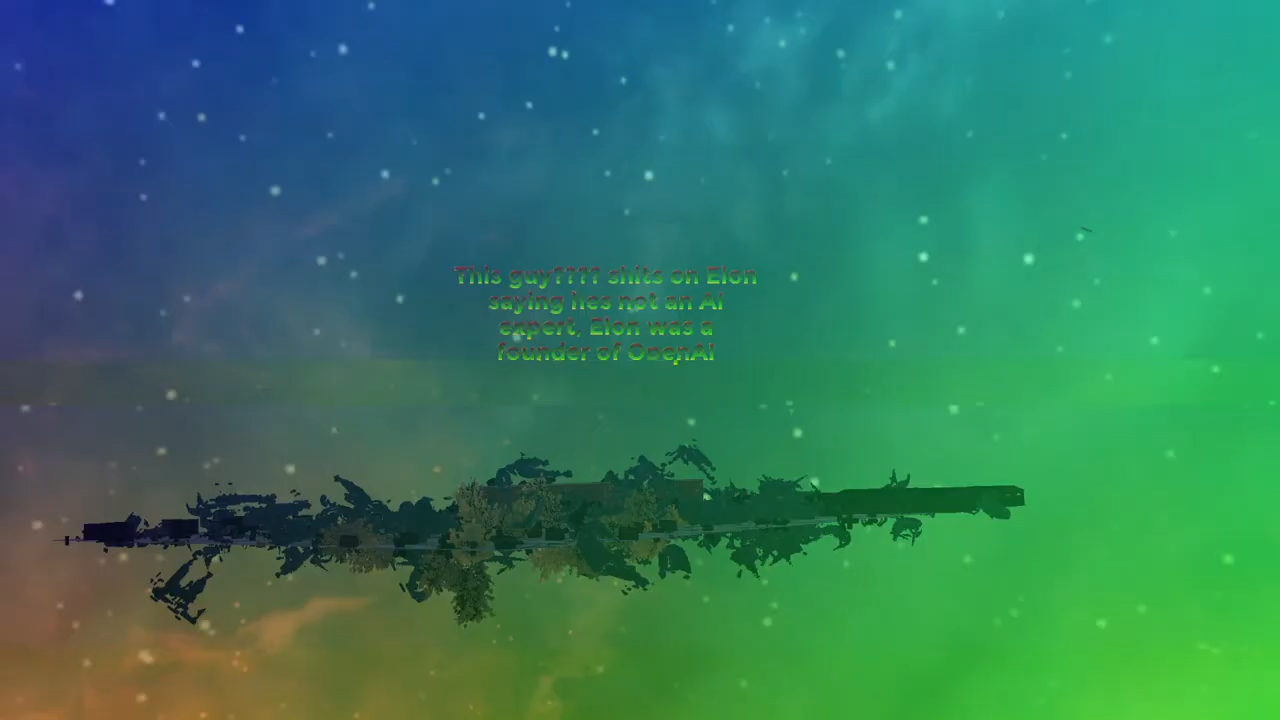 This guy???? shits on Elon
saying hes not an AI
expert, Elon was a
founder of OpenAI